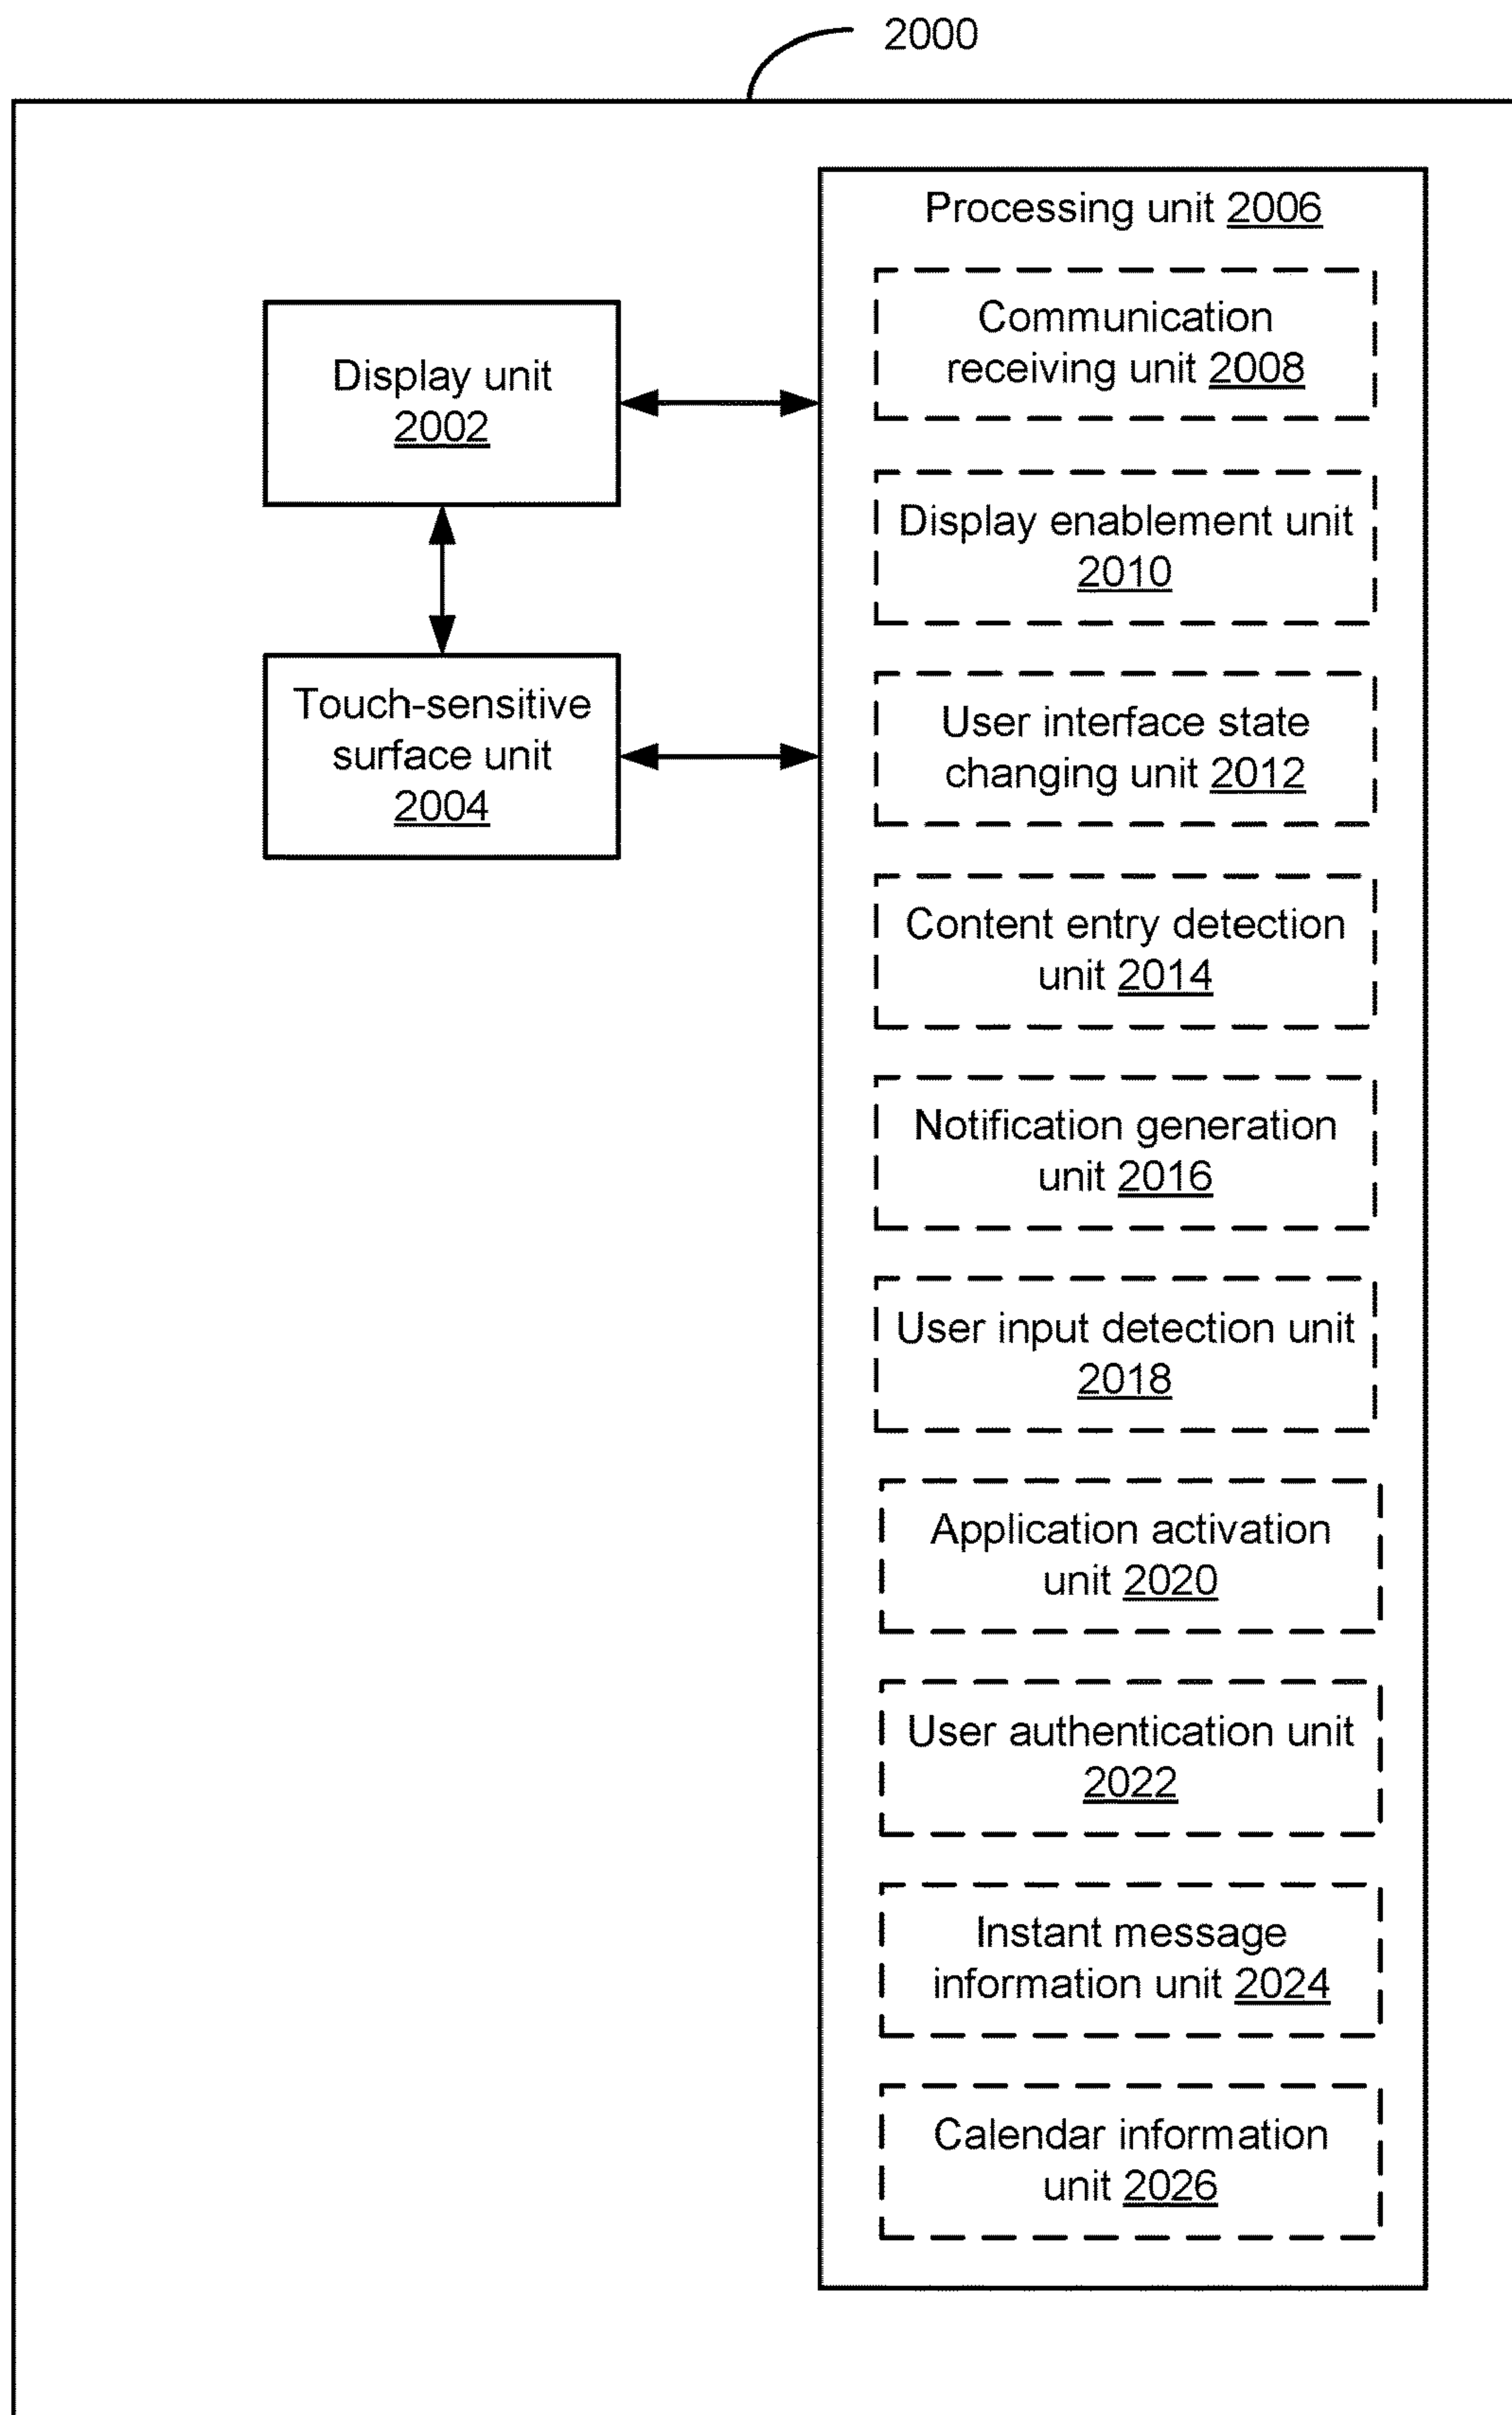 2000
Processing unit 2006
Communication
receiving unit 2008
Display unit
2002
Display enablement unit
2010
Touch-sensitive
surface unit
2004
User interface state
changing unit 2012
Content entry detection
unit 2014
Notification generation
unit 2016
User input detection unit
2018
Application activation
unit 2020
User authentication unit
2022
Instant message
information unit 2024
Calendar information
unit 2026